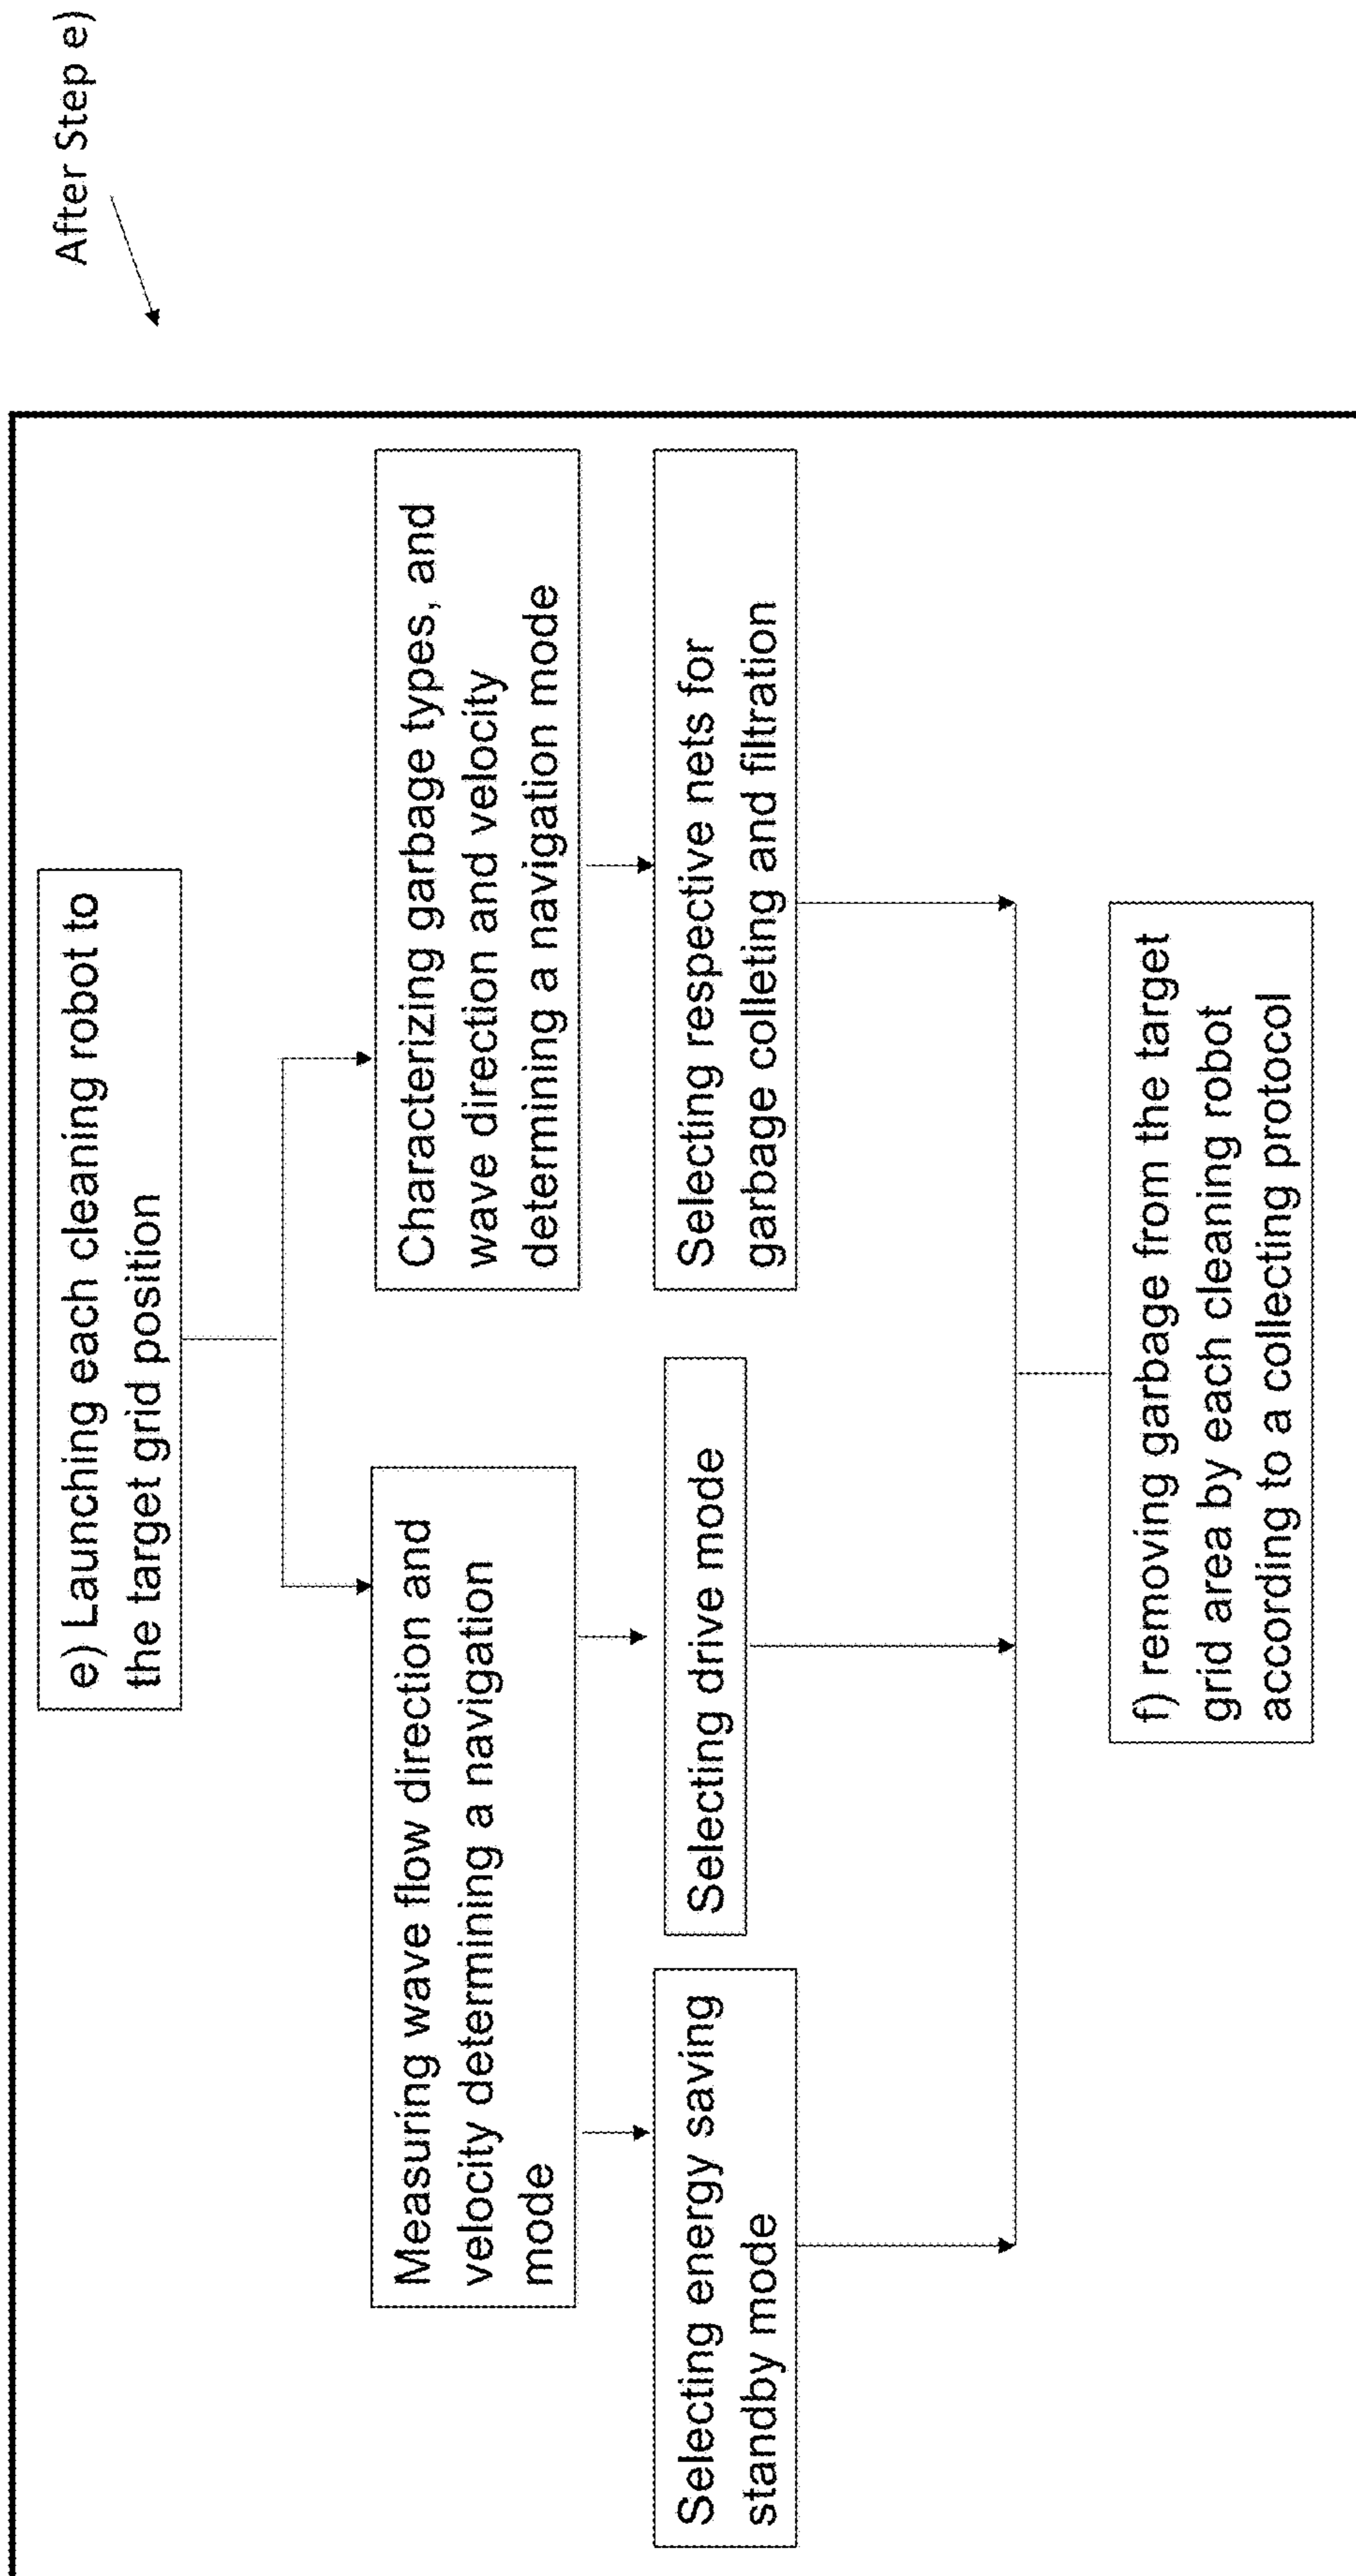 After Step e)
e) Launching each cleaning robot to
the target grid position
Measuring wave flow direction and
velocity determining a navigation
mode
Characterizing garbage types, and
wave direction and velocity
determining a navigation mode
Selecting energy saving
standby mode
Selecting drive mode
Selecting respective nets for
garbage colleting and filtration
f) removing garbage from the target
grid area by each cleaning robot
according to a collecting protocol